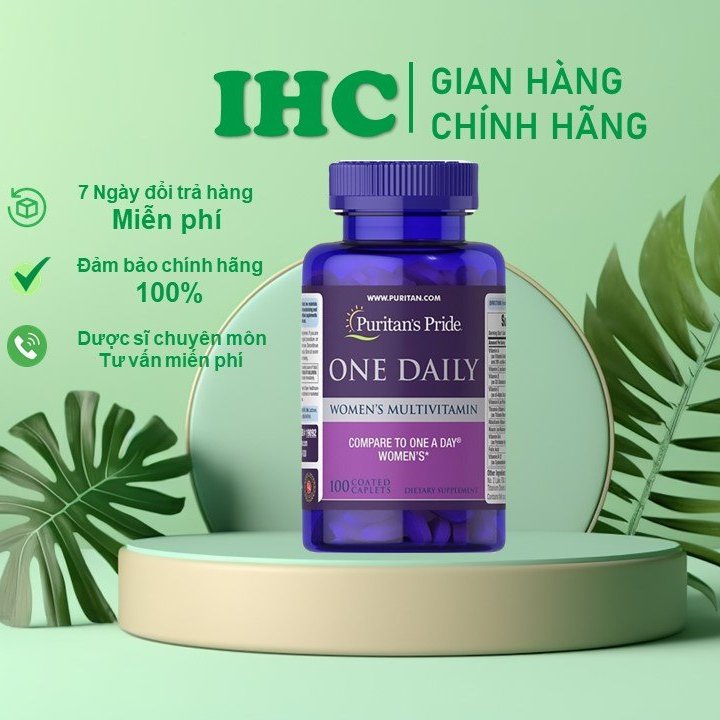 IHC
GIAN HÀNG
CHÍNH HÃNG
7 Ngày đổi trả hàng
Miễn phí
Đảm bảo chính hãng
100%
Dược sĩ chuyên môn
Tư vấn miễn phí
WWW.PURITAN.COM
Puritan's Pride
ONE DAILY
WOMEN'S MULTIVITAMIN
COMPARE TO ONE A DAY®
WOMEN'S*
100 COATED
CAPLETS
DIETARY SUPPLEMENT